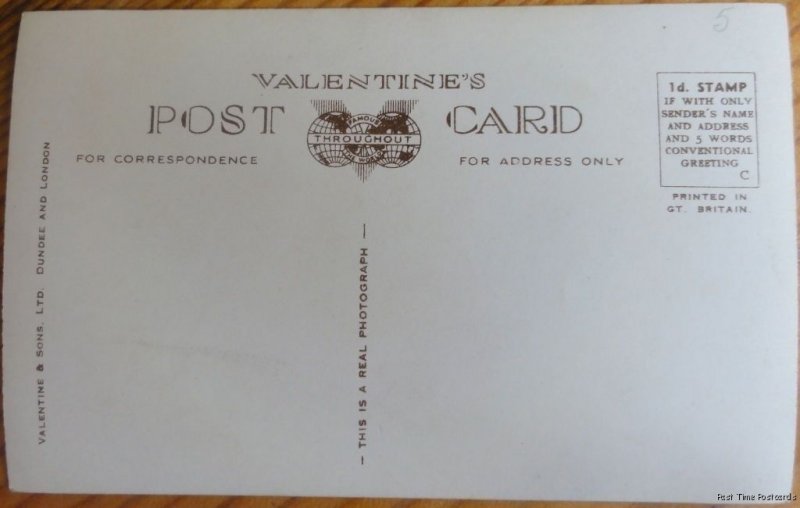 5
VALENTINE'S
POST CARD
FAMOUS
THROUGHOUT
THE WORLD
FOR CORRESPONDENCE
FOR ADDRESS ONLY
1d. STAMP
IF WITH ONLY
SENDER'S NAME
AND ADDRESS
AND 5 WORDS
CONVENTIONAL
GREETING
C
PRINTED IN
GT. BRITAIN.
VALENTINE & SONS, LTD. DUNDEE AND LONDON
— THIS IS A REAL PHOTOGRAPH —
Past Time Postcards